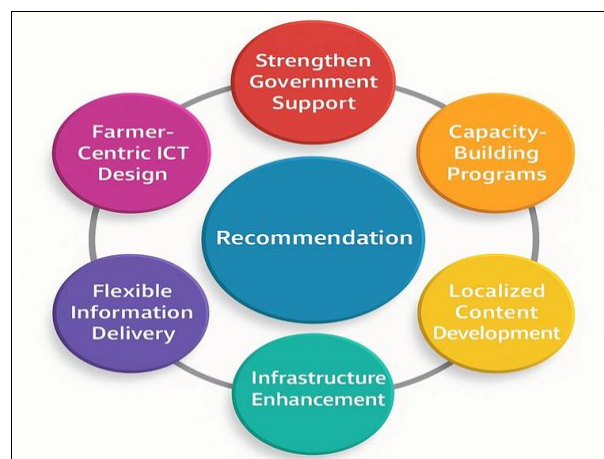 Strengthen
Government
Support
Capacity-
Building
Programs
Localized
Content
Development
Infrastructure
Enhancement
Flexible
Information
Delivery
Farmer-
Centric ICT
Design
Recommendation